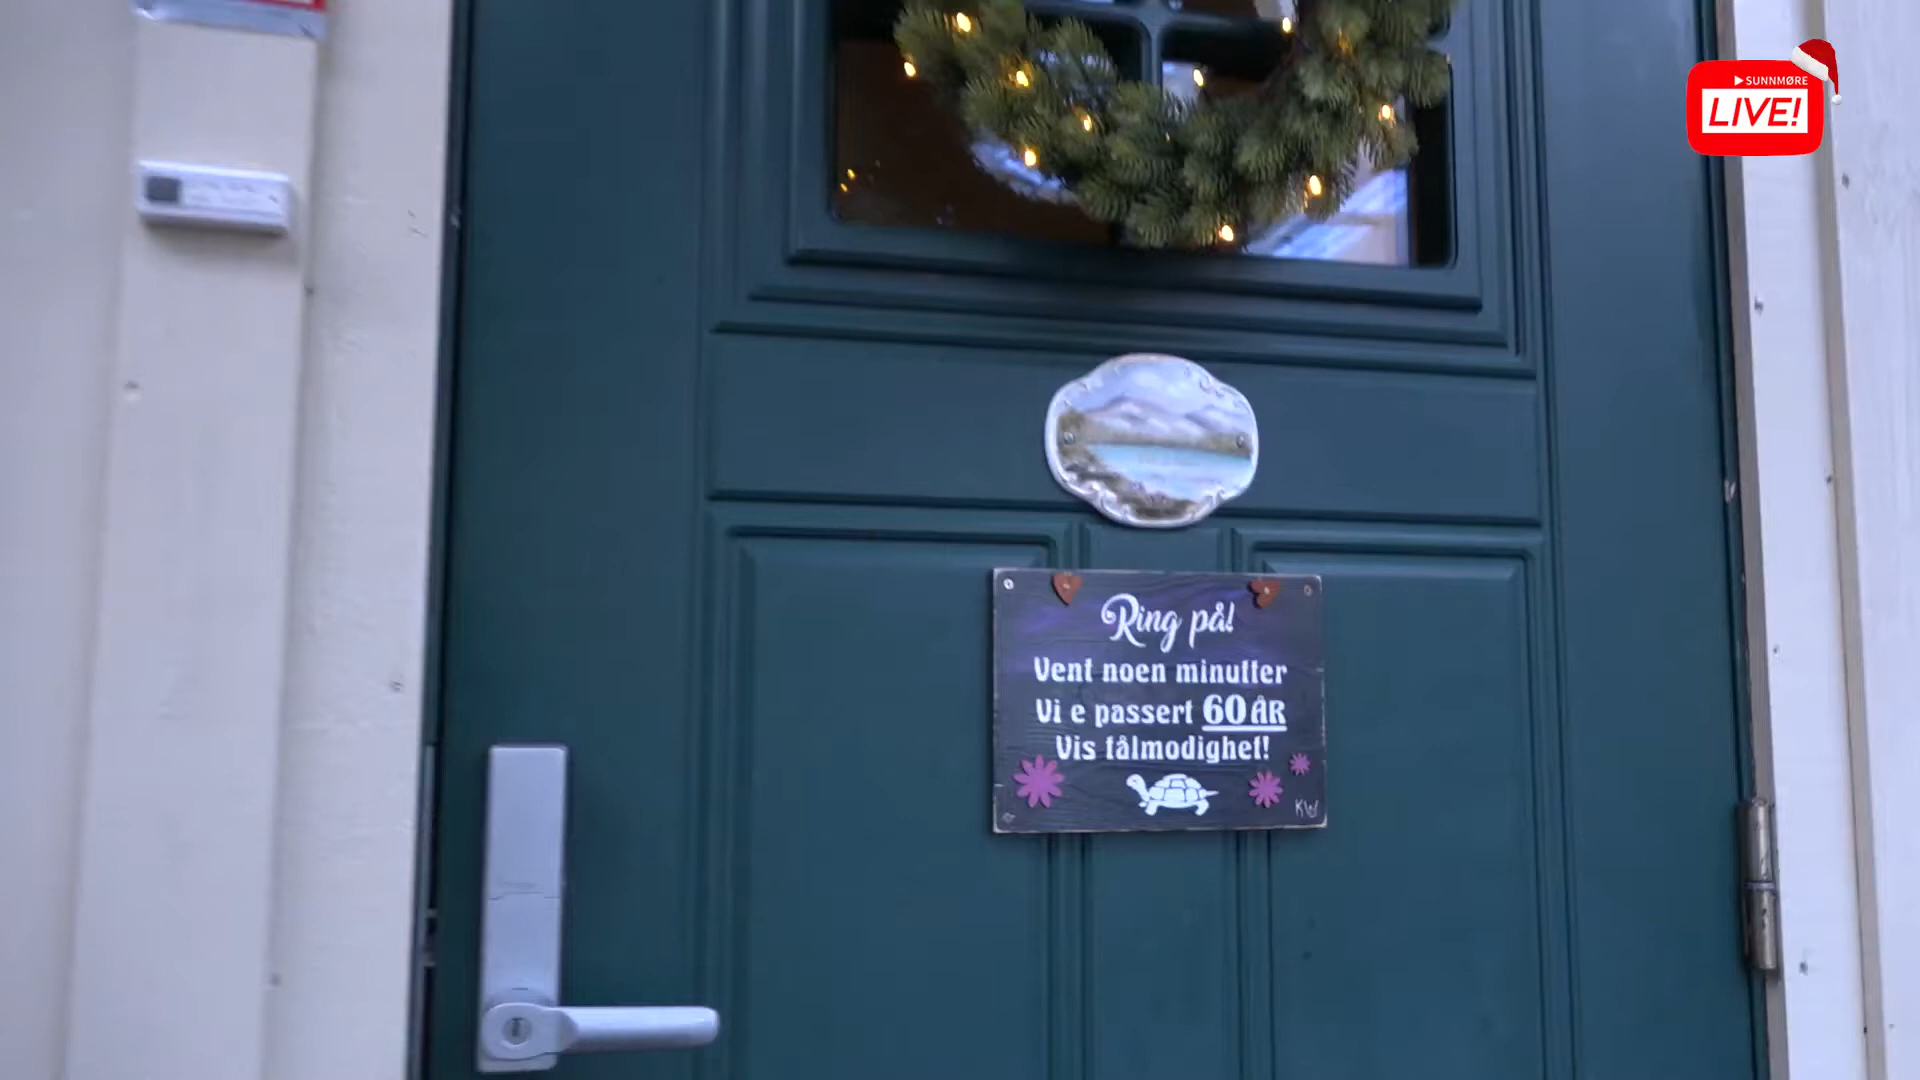 SUNNMØRE
LIVE!
Ring på!
Vent noen minutter
Vi e passert 60 ÅR
Vis tålmodighet!
KW